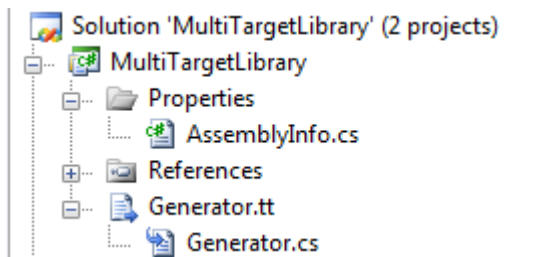 Solution 'MultiTargetLibrary' (2 projects)
MultiTargetLibrary
Properties
AssemblyInfo.cs
References
Generator.tt
Generator.cs